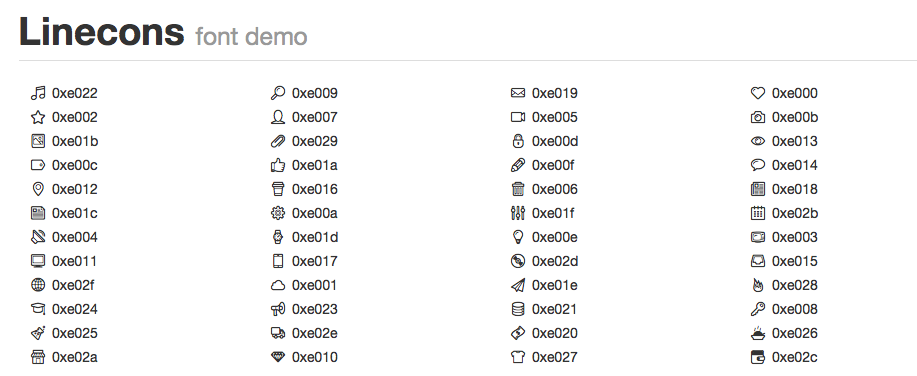 Linecons font demo
0xe022 0xe009 0xe019 0xe000
0xe002 0xe007 0xe005 0xe00b
0xe01b 0xe029 0xe00d 0xe013
0xe00c 0xe01a 0xe00f 0xe014
0xe012 0xe016 0xe006 0xe018
0xe01c 0xe00a 0xe01f 0xe02b
0xe004 0xe01d 0xe00e 0xe003
0xe011 0xe017 0xe02d 0xe015
0xe02f 0xe001 0xe01e 0xe028
0xe024 0xe023 0xe021 0xe008
0xe025 0xe02e 0xe020 0xe026
0xe02a 0xe010 0xe027 0xe02c